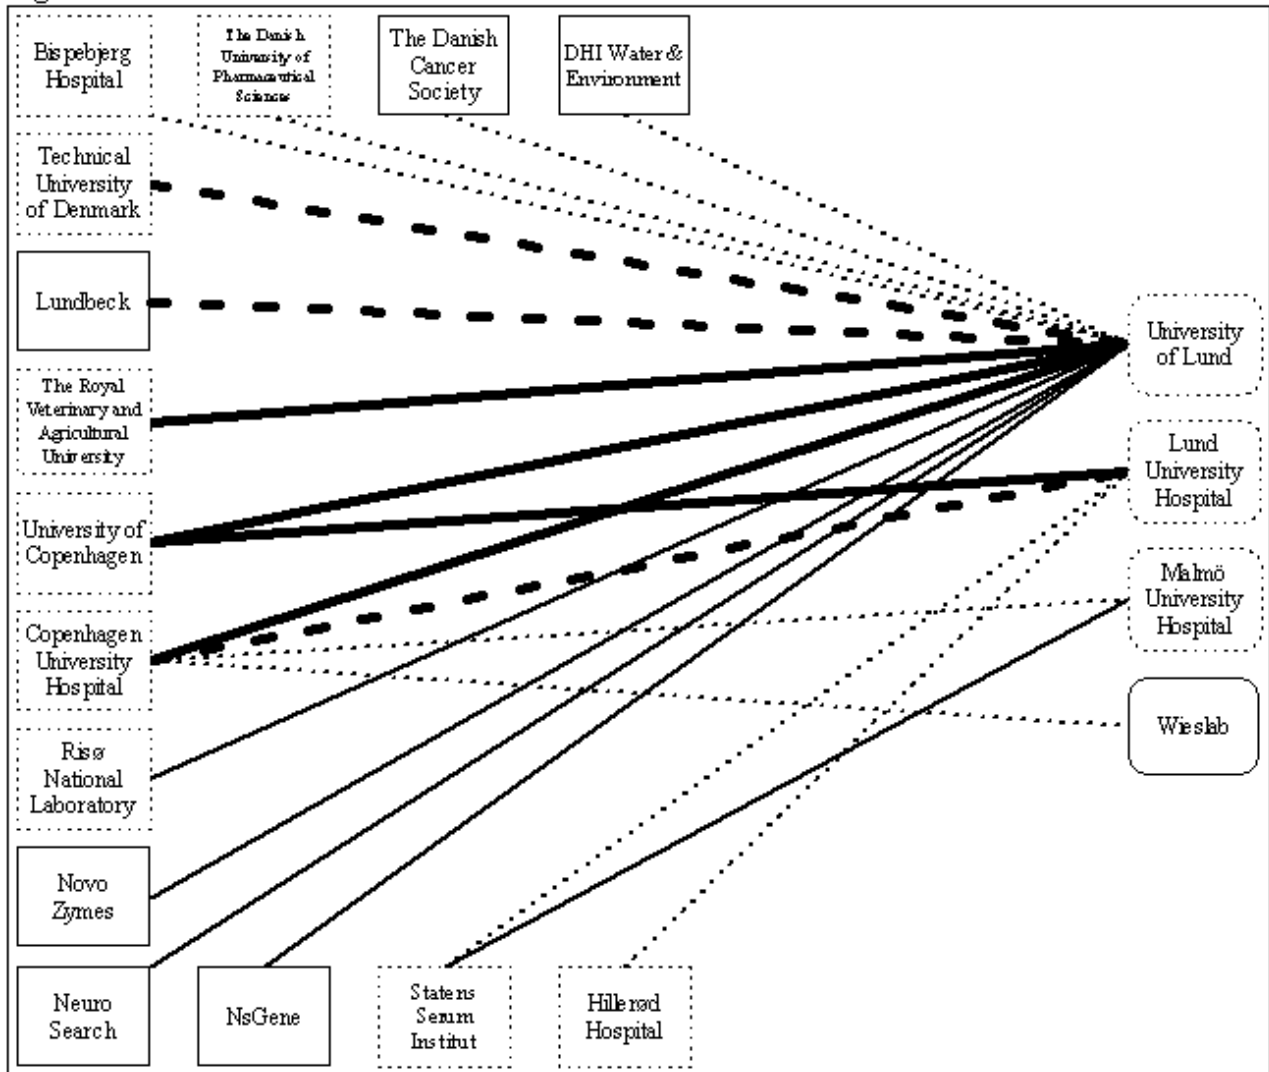 Bispebjerg
Hospital
The Danish
University of
Pharmaceutical
Sciences
The Danish
Cancer
Society
DHI Water &
Environment
Technical
University
of Denmark
Lundbeck
The Royal
Veterinary and
Agricultural
University
University of
Copenhagen
Copenhagen
University
Hospital
Risø
National
Laboratory
Novo
Zymes
Neuro
Search
NsGene
Statens
Serum
Institut
Hillerød
Hospital
University
of Lund
Lund
University
Hospital
Malmö
University
Hospital
Wieslab